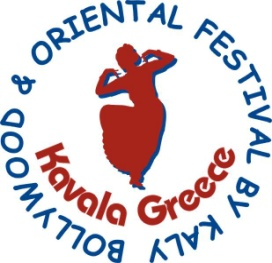 BOLLYWOOD & ORIENTAL FESTIVAL BY KALY
Kavala Greece